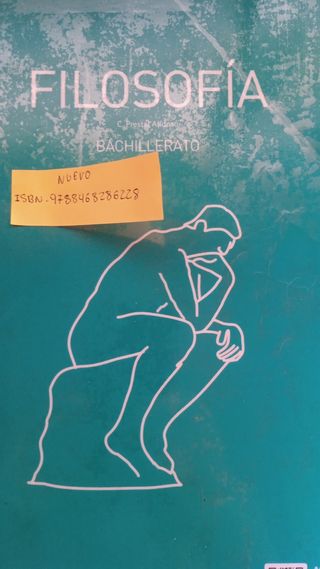 FILOSOFÍA
BACHILLERATO
NUEVO
ISBN.9788468286228